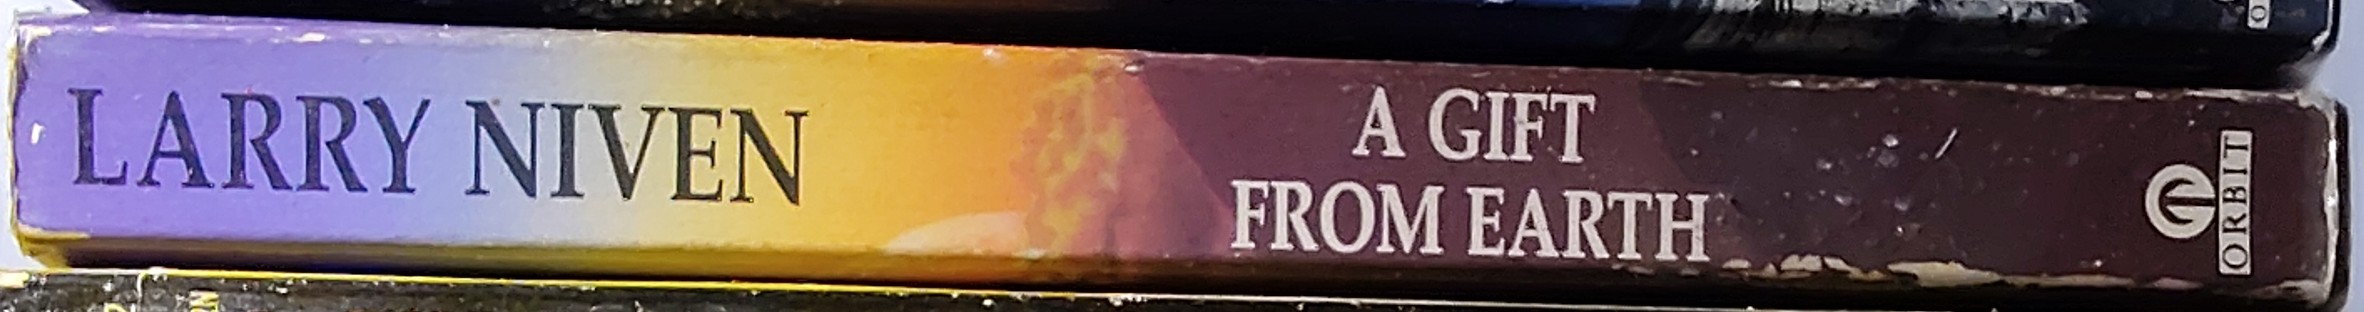 LARRY NIVEN
A GIFT
FROM EARTH
ORBIT